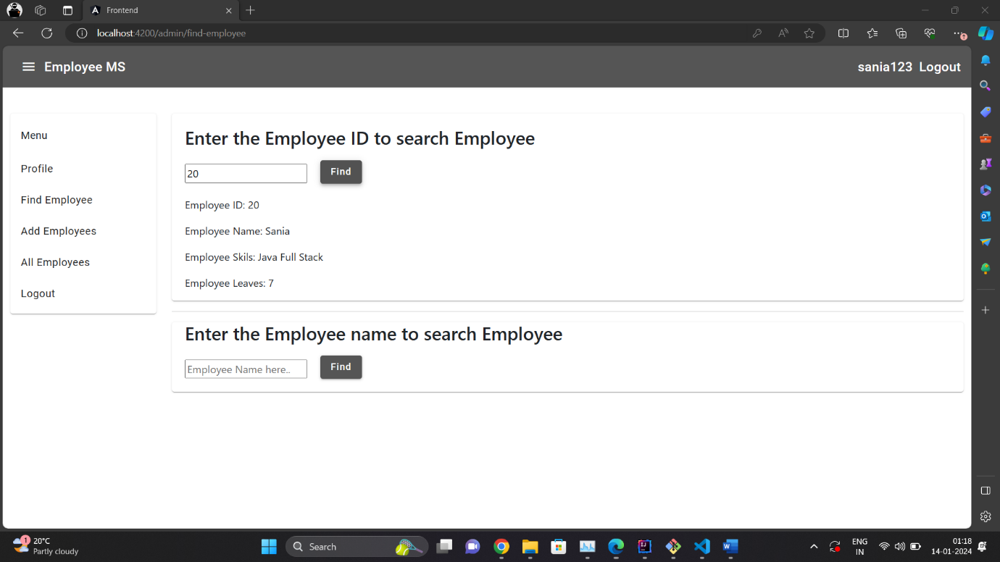 Frontend
localhost:4200/admin/find-employee
Employee MS
sania123 Logout
Menu
Profile
Find Employee
Add Employees
All Employees
Logout
Enter the Employee ID to search Employee
20
Find
Employee ID: 20
Employee Name: Sania
Employee Skils: Java Full Stack
Employee Leaves: 7
Enter the Employee name to search Employee
Employee Name here..
Find
1
20°C
Partly cloudy
Search
ENG
IN
01:18
14-01-2024